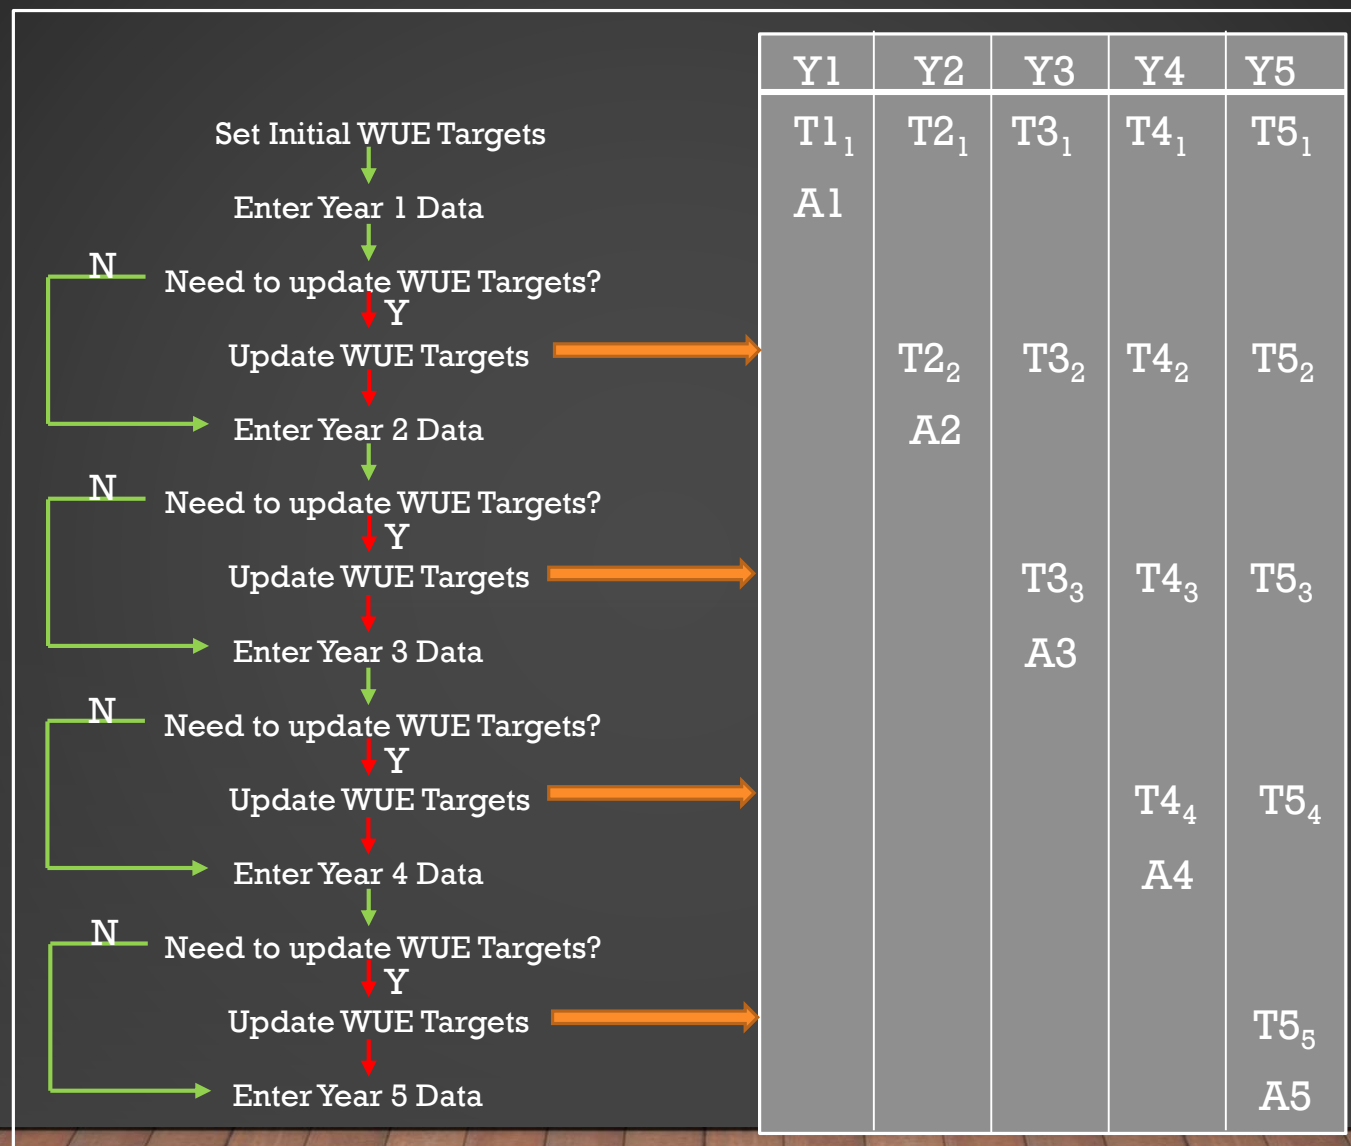 Y1 Y2 Y3 Y4 Y5
Set Initial WUE Targets T1₁ T2₁ T3₁ T4₁ T5₁
Enter Year 1 Data A1
N
Need to update WUE Targets?
Y
Update WUE Targets T2₂ T3₂ T4₂ T5₂
Enter Year 2 Data A2
N
Need to update WUE Targets?
Y
Update WUE Targets T3₃ T4₃ T5₃
Enter Year 3 Data A3
N
Need to update WUE Targets?
Y
Update WUE Targets T4₄ T5₄
Enter Year 4 Data A4
N
Need to update WUE Targets?
Y
Update WUE Targets T5₅
Enter Year 5 Data A5